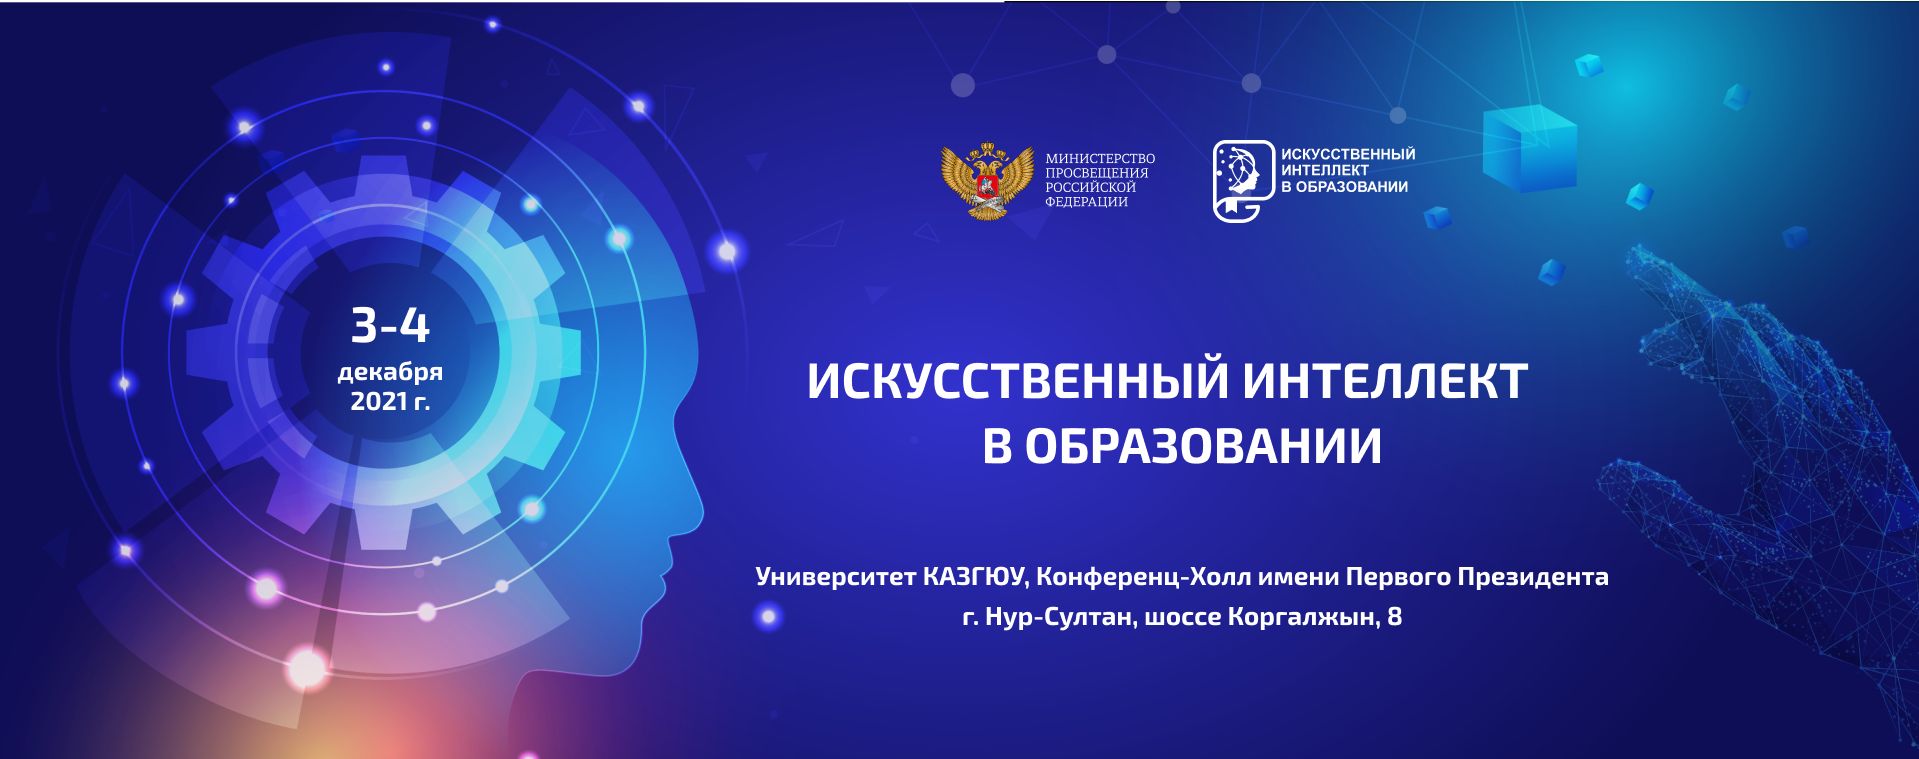 МИНИСТЕРСТВО
ПРОСВЕЩЕНИЯ
РОССИЙСКОЙ
ФЕДЕРАЦИИ
ИСКУССТВЕННЫЙ
ИНТЕЛЛЕКТ
В ОБРАЗОВАНИИ
3-4
декабря
2021 г.
ИСКУССТВЕННЫЙ ИНТЕЛЛЕКТ
В ОБРАЗОВАНИИ
Университет КАЗГЮУ, Конференц-Холл имени Первого Президента
г. Нур-Султан, шоссе Коргалжын, 8